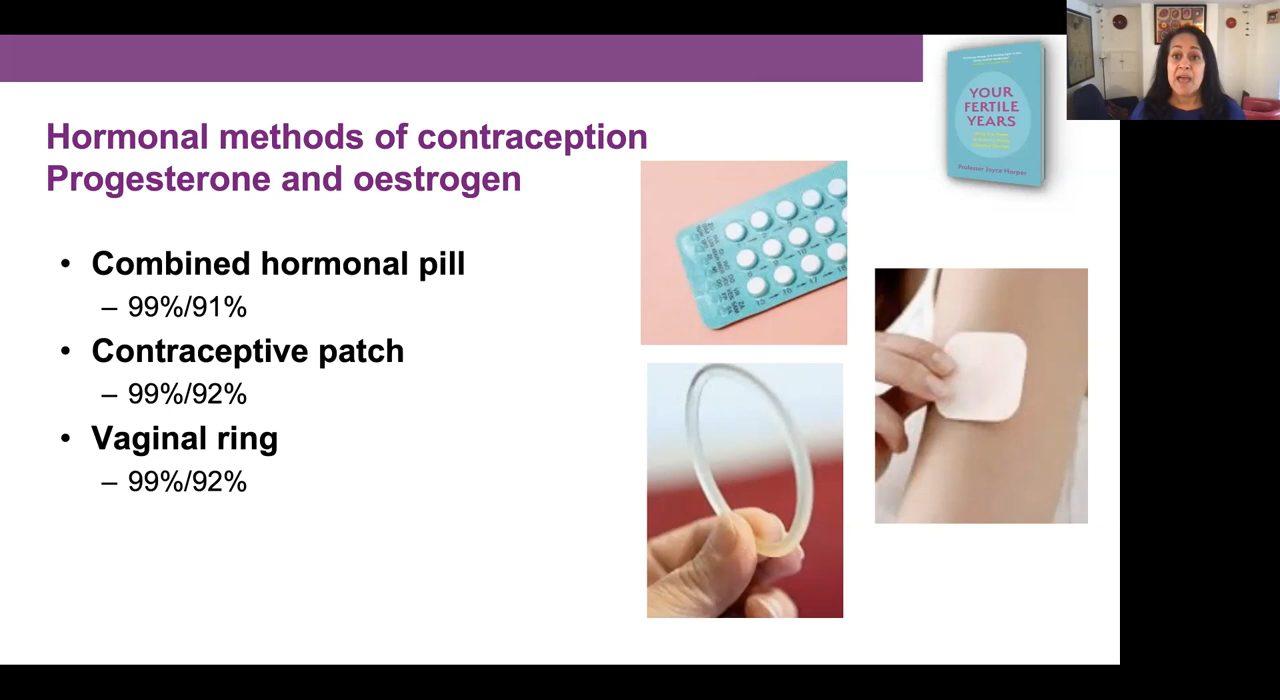 Hormonal methods of contraception
Progesterone and oestrogen
• Combined hormonal pill
– 99%/91%
• Contraceptive patch
– 99%/92%
• Vaginal ring
– 99%/92%
YOUR
FERTILE
YEARS
Professor Joyce Harper